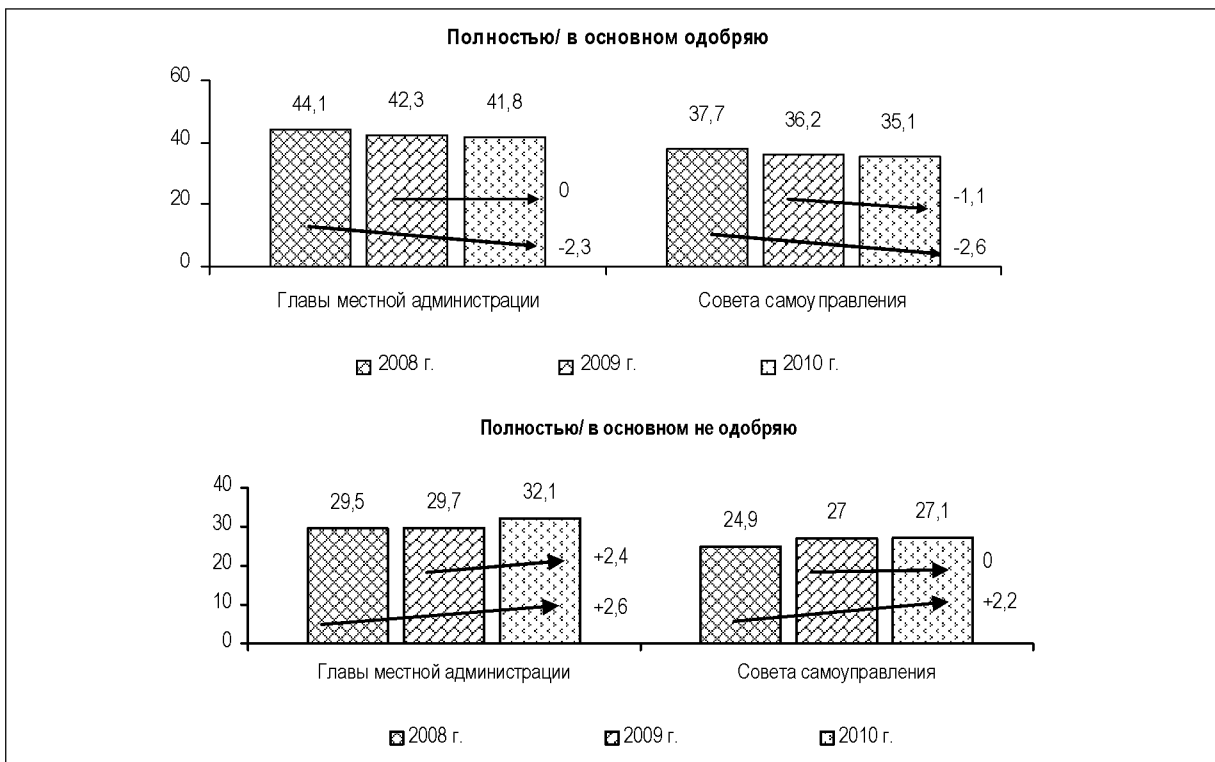 Полностью/ в основном одобряю
60
40
20
0
44,1 42,3 41,8
37,7 36,2 35,1
0
-2,3
-1,1
-2,6
Главы местной администрации Совета самоуправления
2008 г. 2009 г. 2010 г.
Полностью/ в основном не одобряю
40
30
20
10
0
29,5 29,7 32,1
24,9 27 27,1
+2,4
+2,6
0
+2,2
Главы местной администрации Совета самоуправления
2008 г. 2009 г. 2010 г.